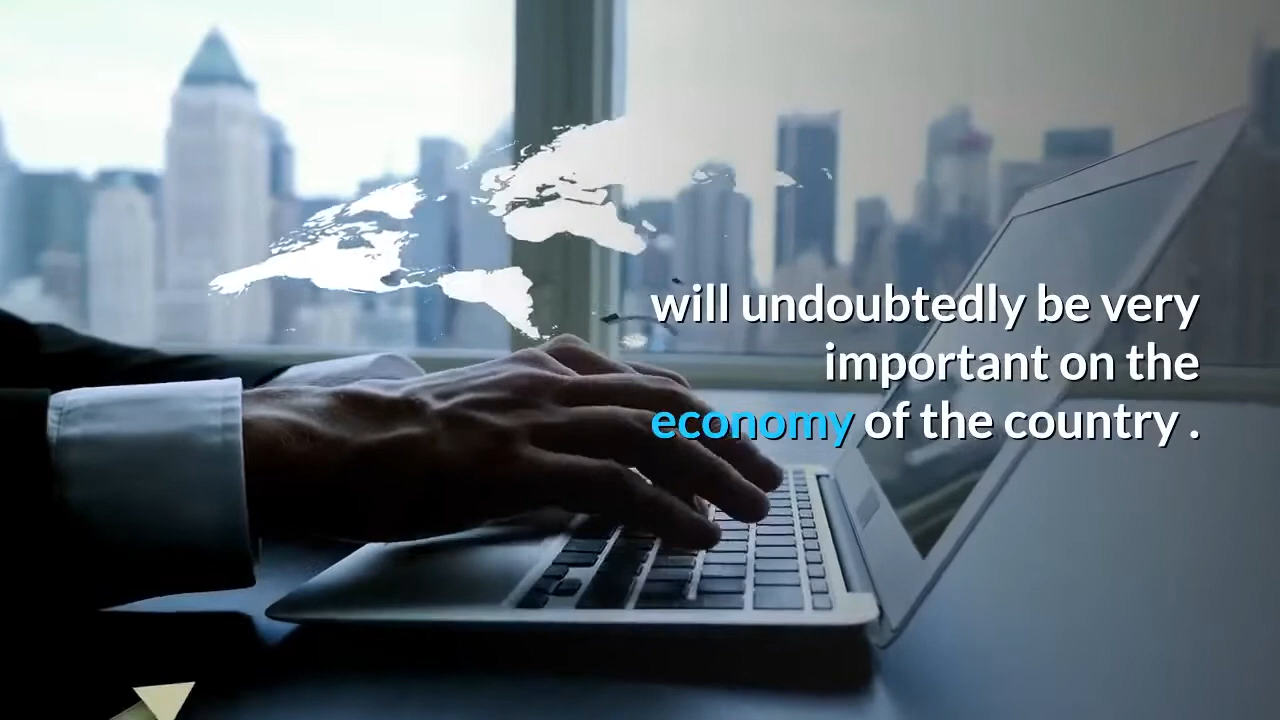 will undoubtedly be very
important on the
economy of the country .